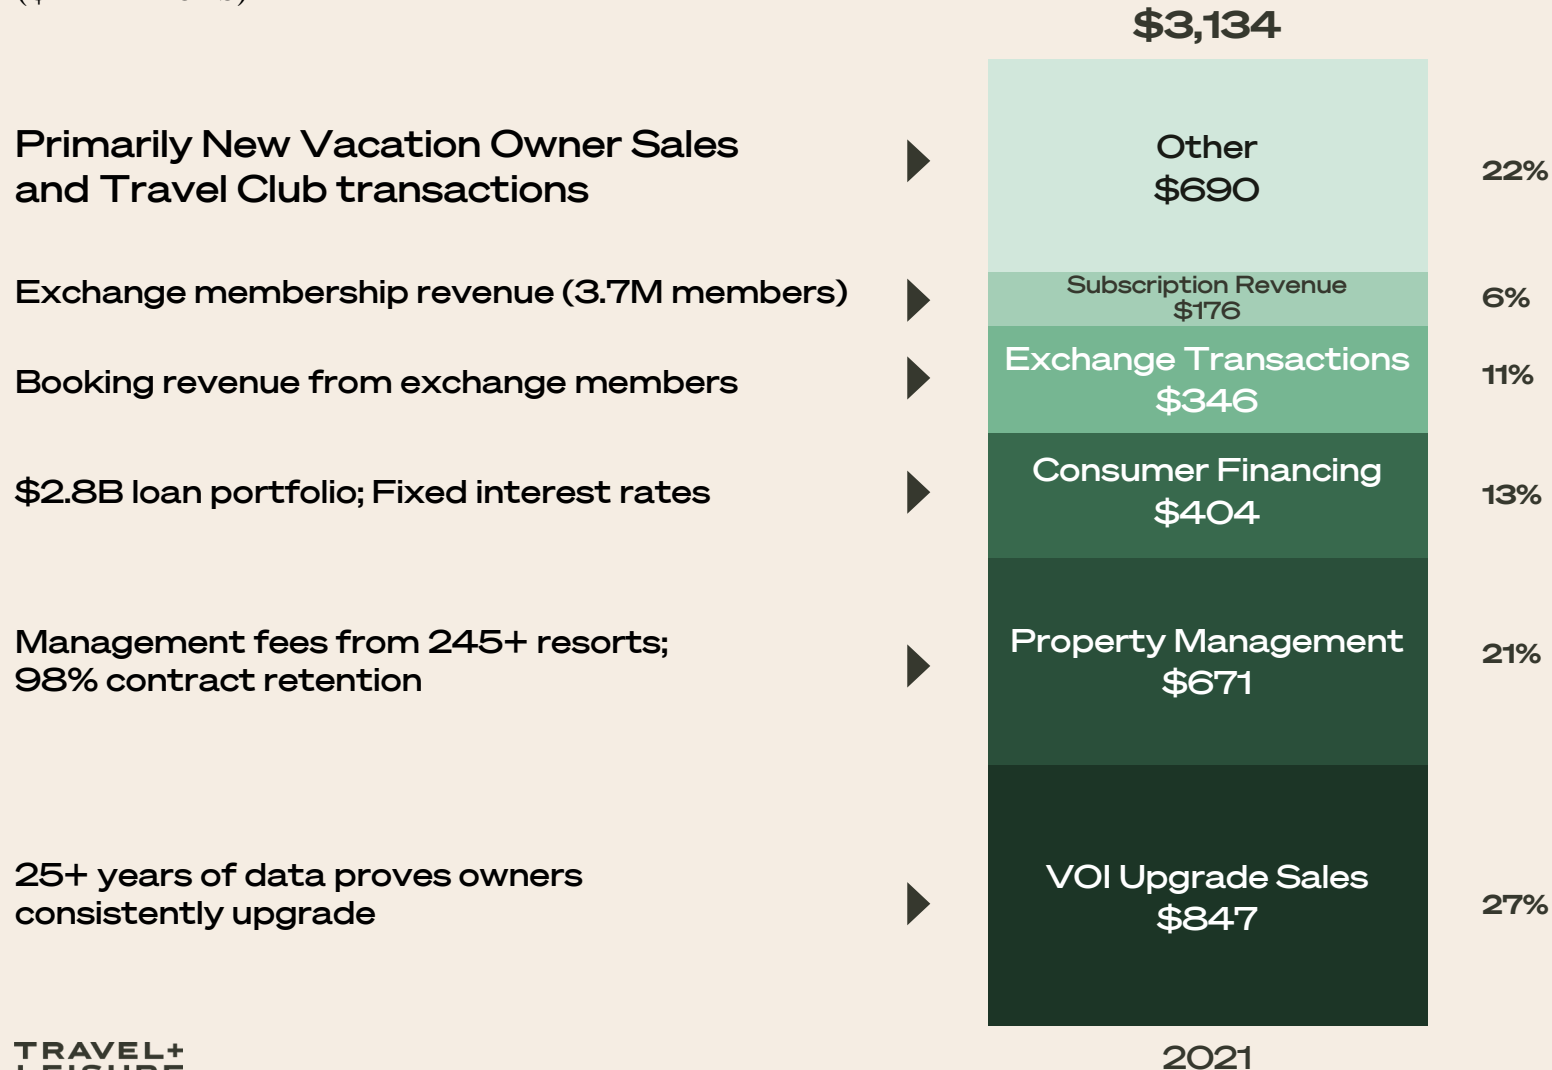 $3,134
Primarily New Vacation Owner Sales
and Travel Club transactions
Other
$690
22%
Exchange membership revenue (3.7M members)
Subscription Revenue
$176
6%
Booking revenue from exchange members
Exchange Transactions
$346
11%
$2.8B loan portfolio; Fixed interest rates
Consumer Financing
$404
13%
Management fees from 245+ resorts;
98% contract retention
Property Management
$671
21%
25+ years of data proves owners
consistently upgrade
VOI Upgrade Sales
$847
27%
TRAVEL+
LEISURE
2021